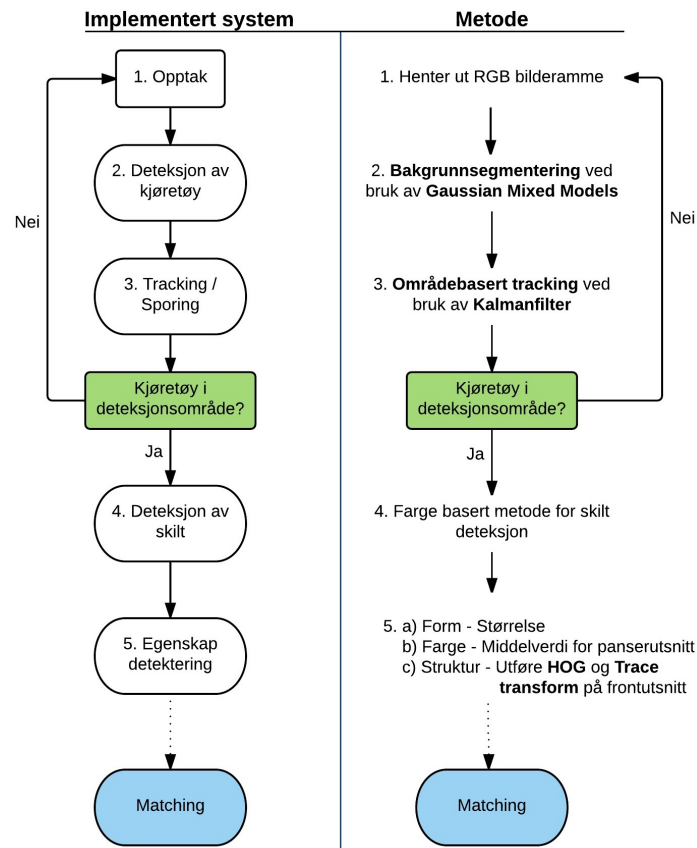 Implementert system
1. Opptak
2. Deteksjon av
kjøretøy
Nei
3. Tracking /
Sporing
Kjøretøy i
deteksjonsområde?
Ja
4. Deteksjon av
skilt
5. Egenskap
detektering
Matching
Metode
1. Henter ut RGB bilderamme
2. Bakgrunnsegmentering ved
bruk av Gaussian Mixed Models
Nei
3. Områdebasert tracking ved
bruk av Kalmanfilter
Kjøretøy i
deteksjonsområde?
Ja
4. Farge basert metode for skilt
deteksjon
5. a) Form - Størrelse
b) Farge - Middelverdi for panserutsnitt
c) Struktur - Utføre HOG og Trace
transform på frontutsnitt
Matching